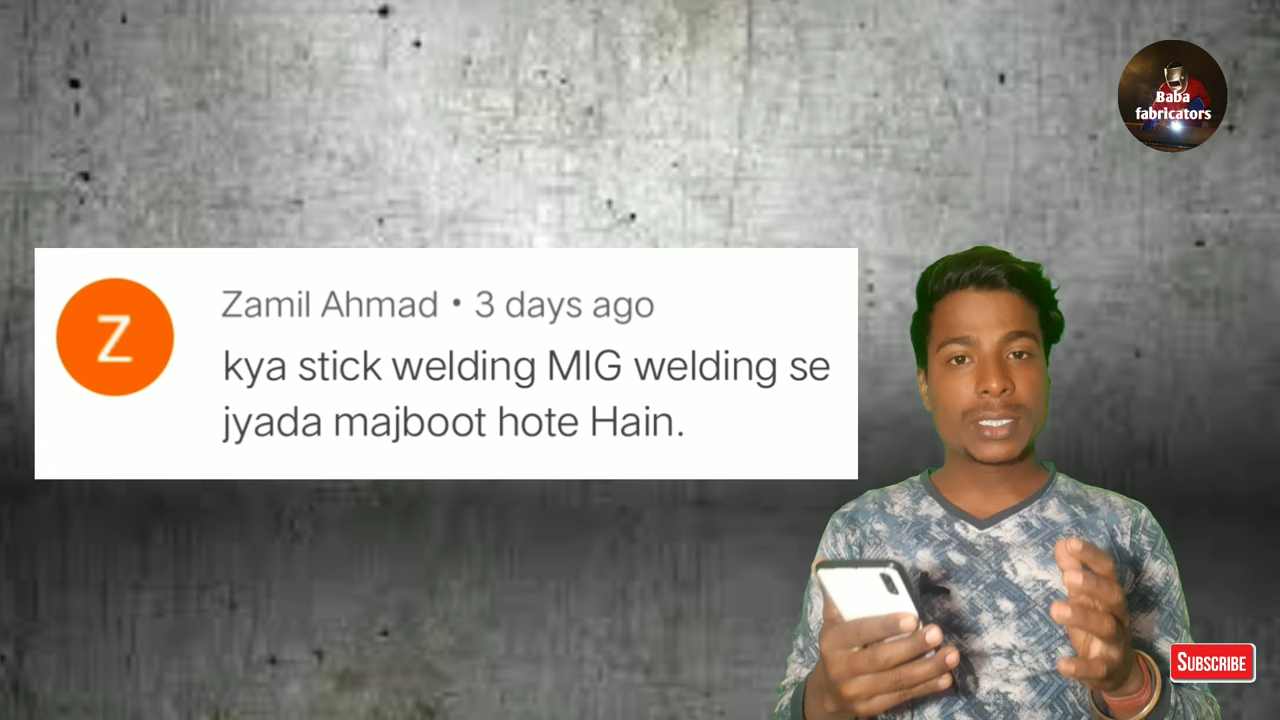 Baba
fabricators
Z
Zamil Ahmad • 3 days ago
kya stick welding MIG welding se
jyada majboot hote Hain.
SUBSCRIBE